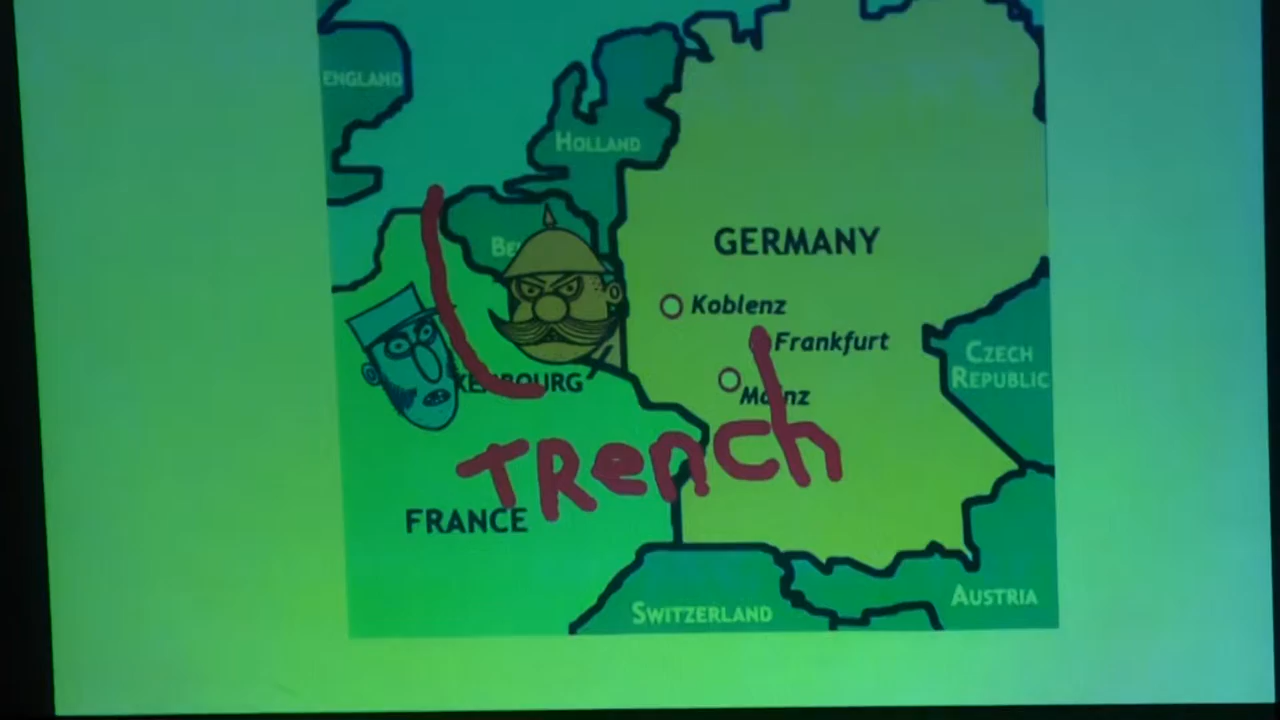 ENGLAND
HOLLAND
GERMANY
Koblenz
Frankfurt
CZECH
REPUBLIC
TRench
FRANCE
SWITZERLAND
AUSTRIA